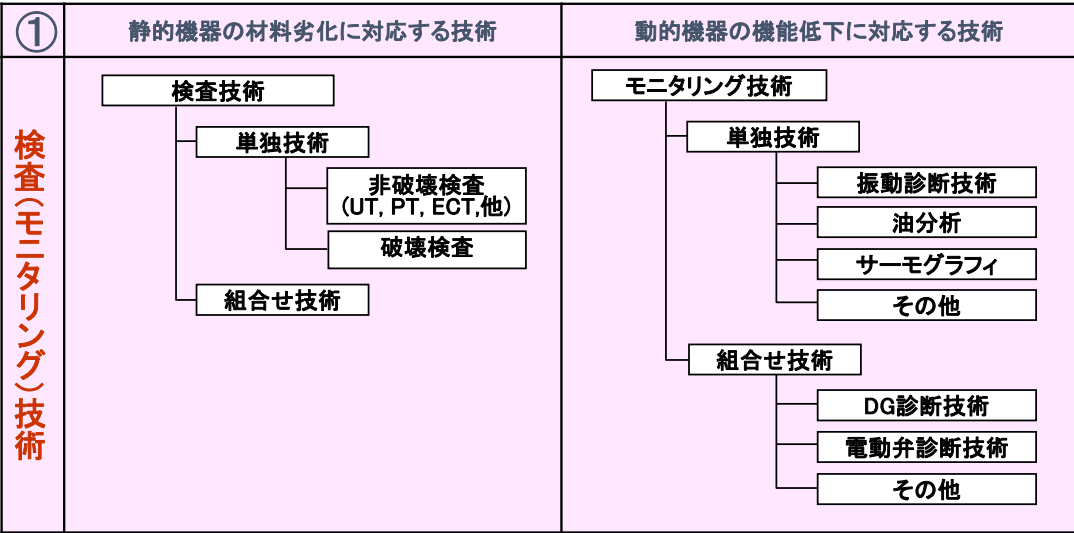 ①
静的機器の材料劣化に対応する技術
動的機器の機能低下に対応する技術
検査(モニタリング)技術
検査技術
単独技術
非破壊検査
(UT, PT, ECT,他)
破壊検査
組合せ技術
モニタリング技術
単独技術
振動診断技術
油分析
サーモグラフィ
その他
組合せ技術
DG診断技術
電動弁診断技術
その他